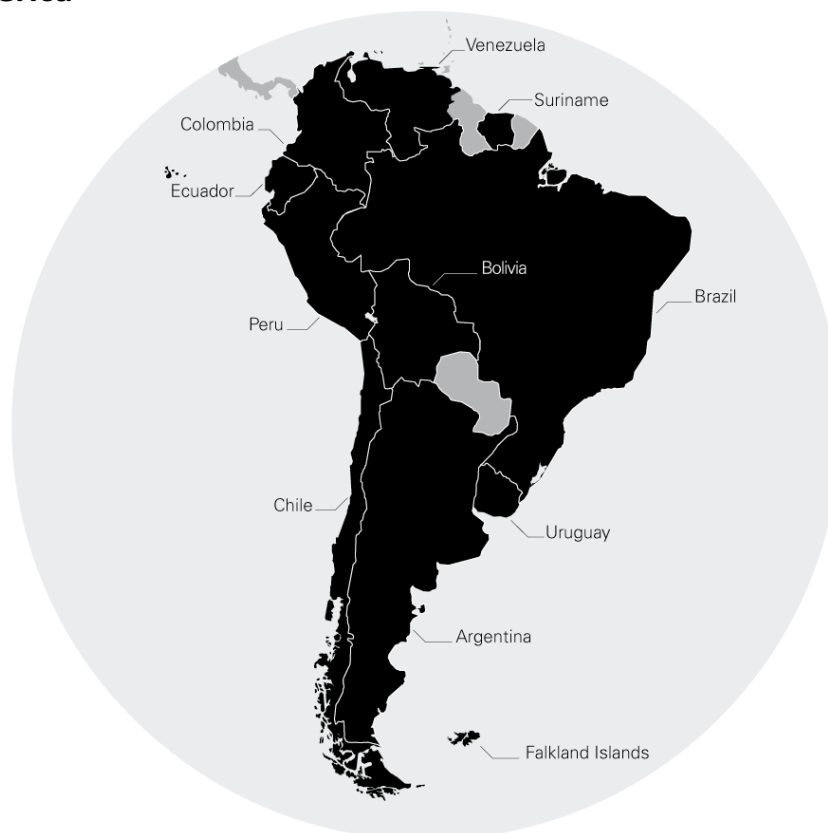 Venezuela
Suriname
Colombia
Ecuador
Bolivia
Brazil
Peru
Chile
Uruguay
Argentina
Falkland Islands